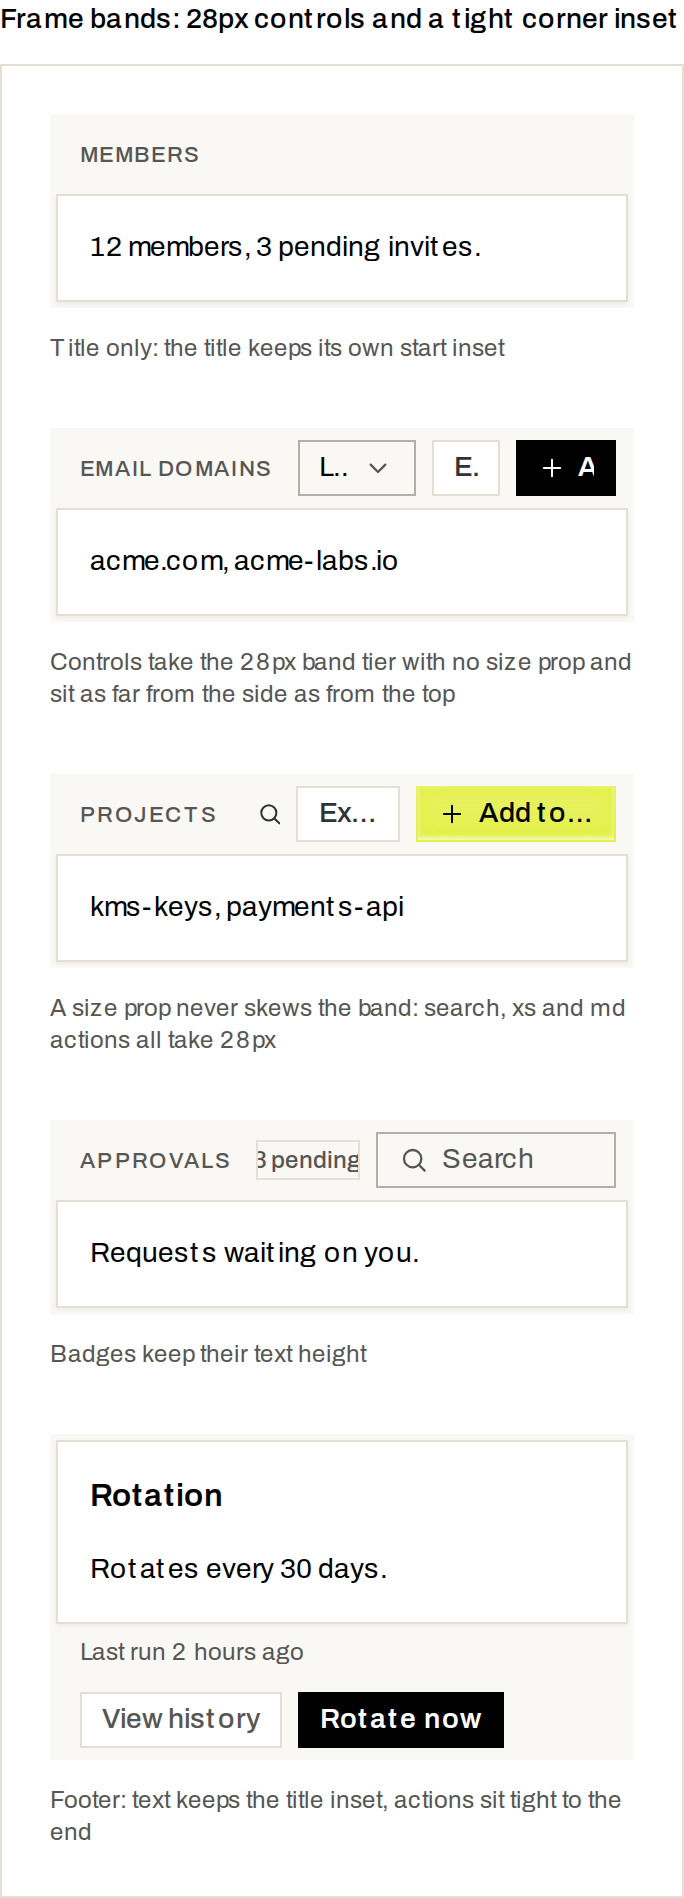 Frame bands: 28px controls and a tight corner inset
MEMBERS
12 members, 3 pending invites.
Title only: the title keeps its own start inset
EMAIL DOMAINS L.. E. + A
acme.com, acme-labs.io
Controls take the 28px band tier with no size prop and
sit as far from the side as from the top
PROJECTS Ex... + Add to...
kms-keys, payments-api
A size prop never skews the band: search, xs and md
actions all take 28px
APPROVALS 3 pending Search
Requests waiting on you.
Badges keep their text height
Rotation
Rotates every 30 days.
Last run 2 hours ago
View history Rotate now
Footer: text keeps the title inset, actions sit tight to the
end